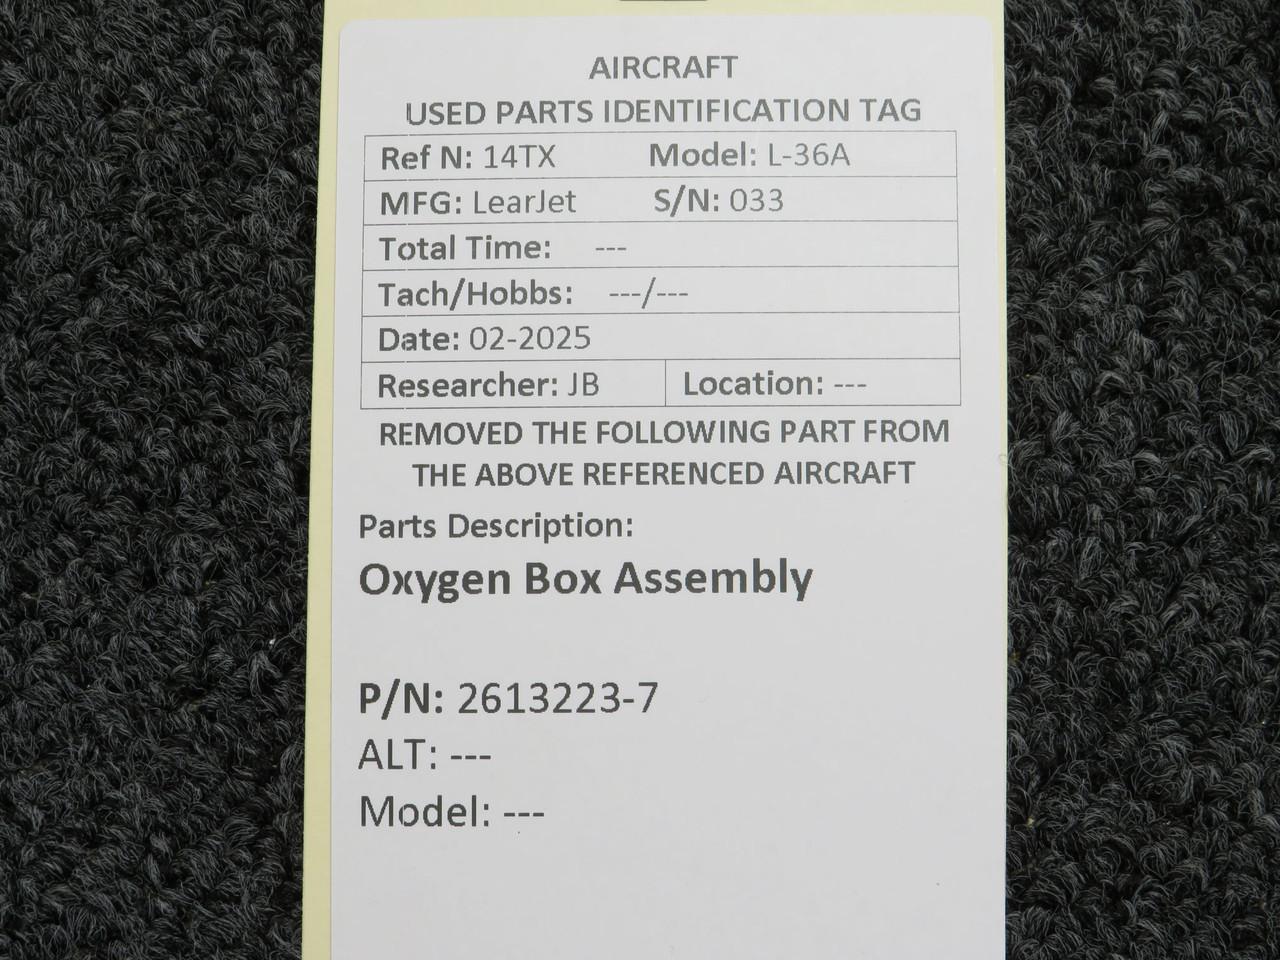 AIRCRAFT
USED PARTS IDENTIFICATION TAG
Ref N: 14TX Model: L-36A
MFG: LearJet S/N: 033
Total Time: ---
Tach/Hobbs: ---/---
Date: 02-2025
Researcher: JB Location: ---
REMOVED THE FOLLOWING PART FROM
THE ABOVE REFERENCED AIRCRAFT
Parts Description:
Oxygen Box Assembly
P/N: 2613223-7
ALT: ---
Model: ---